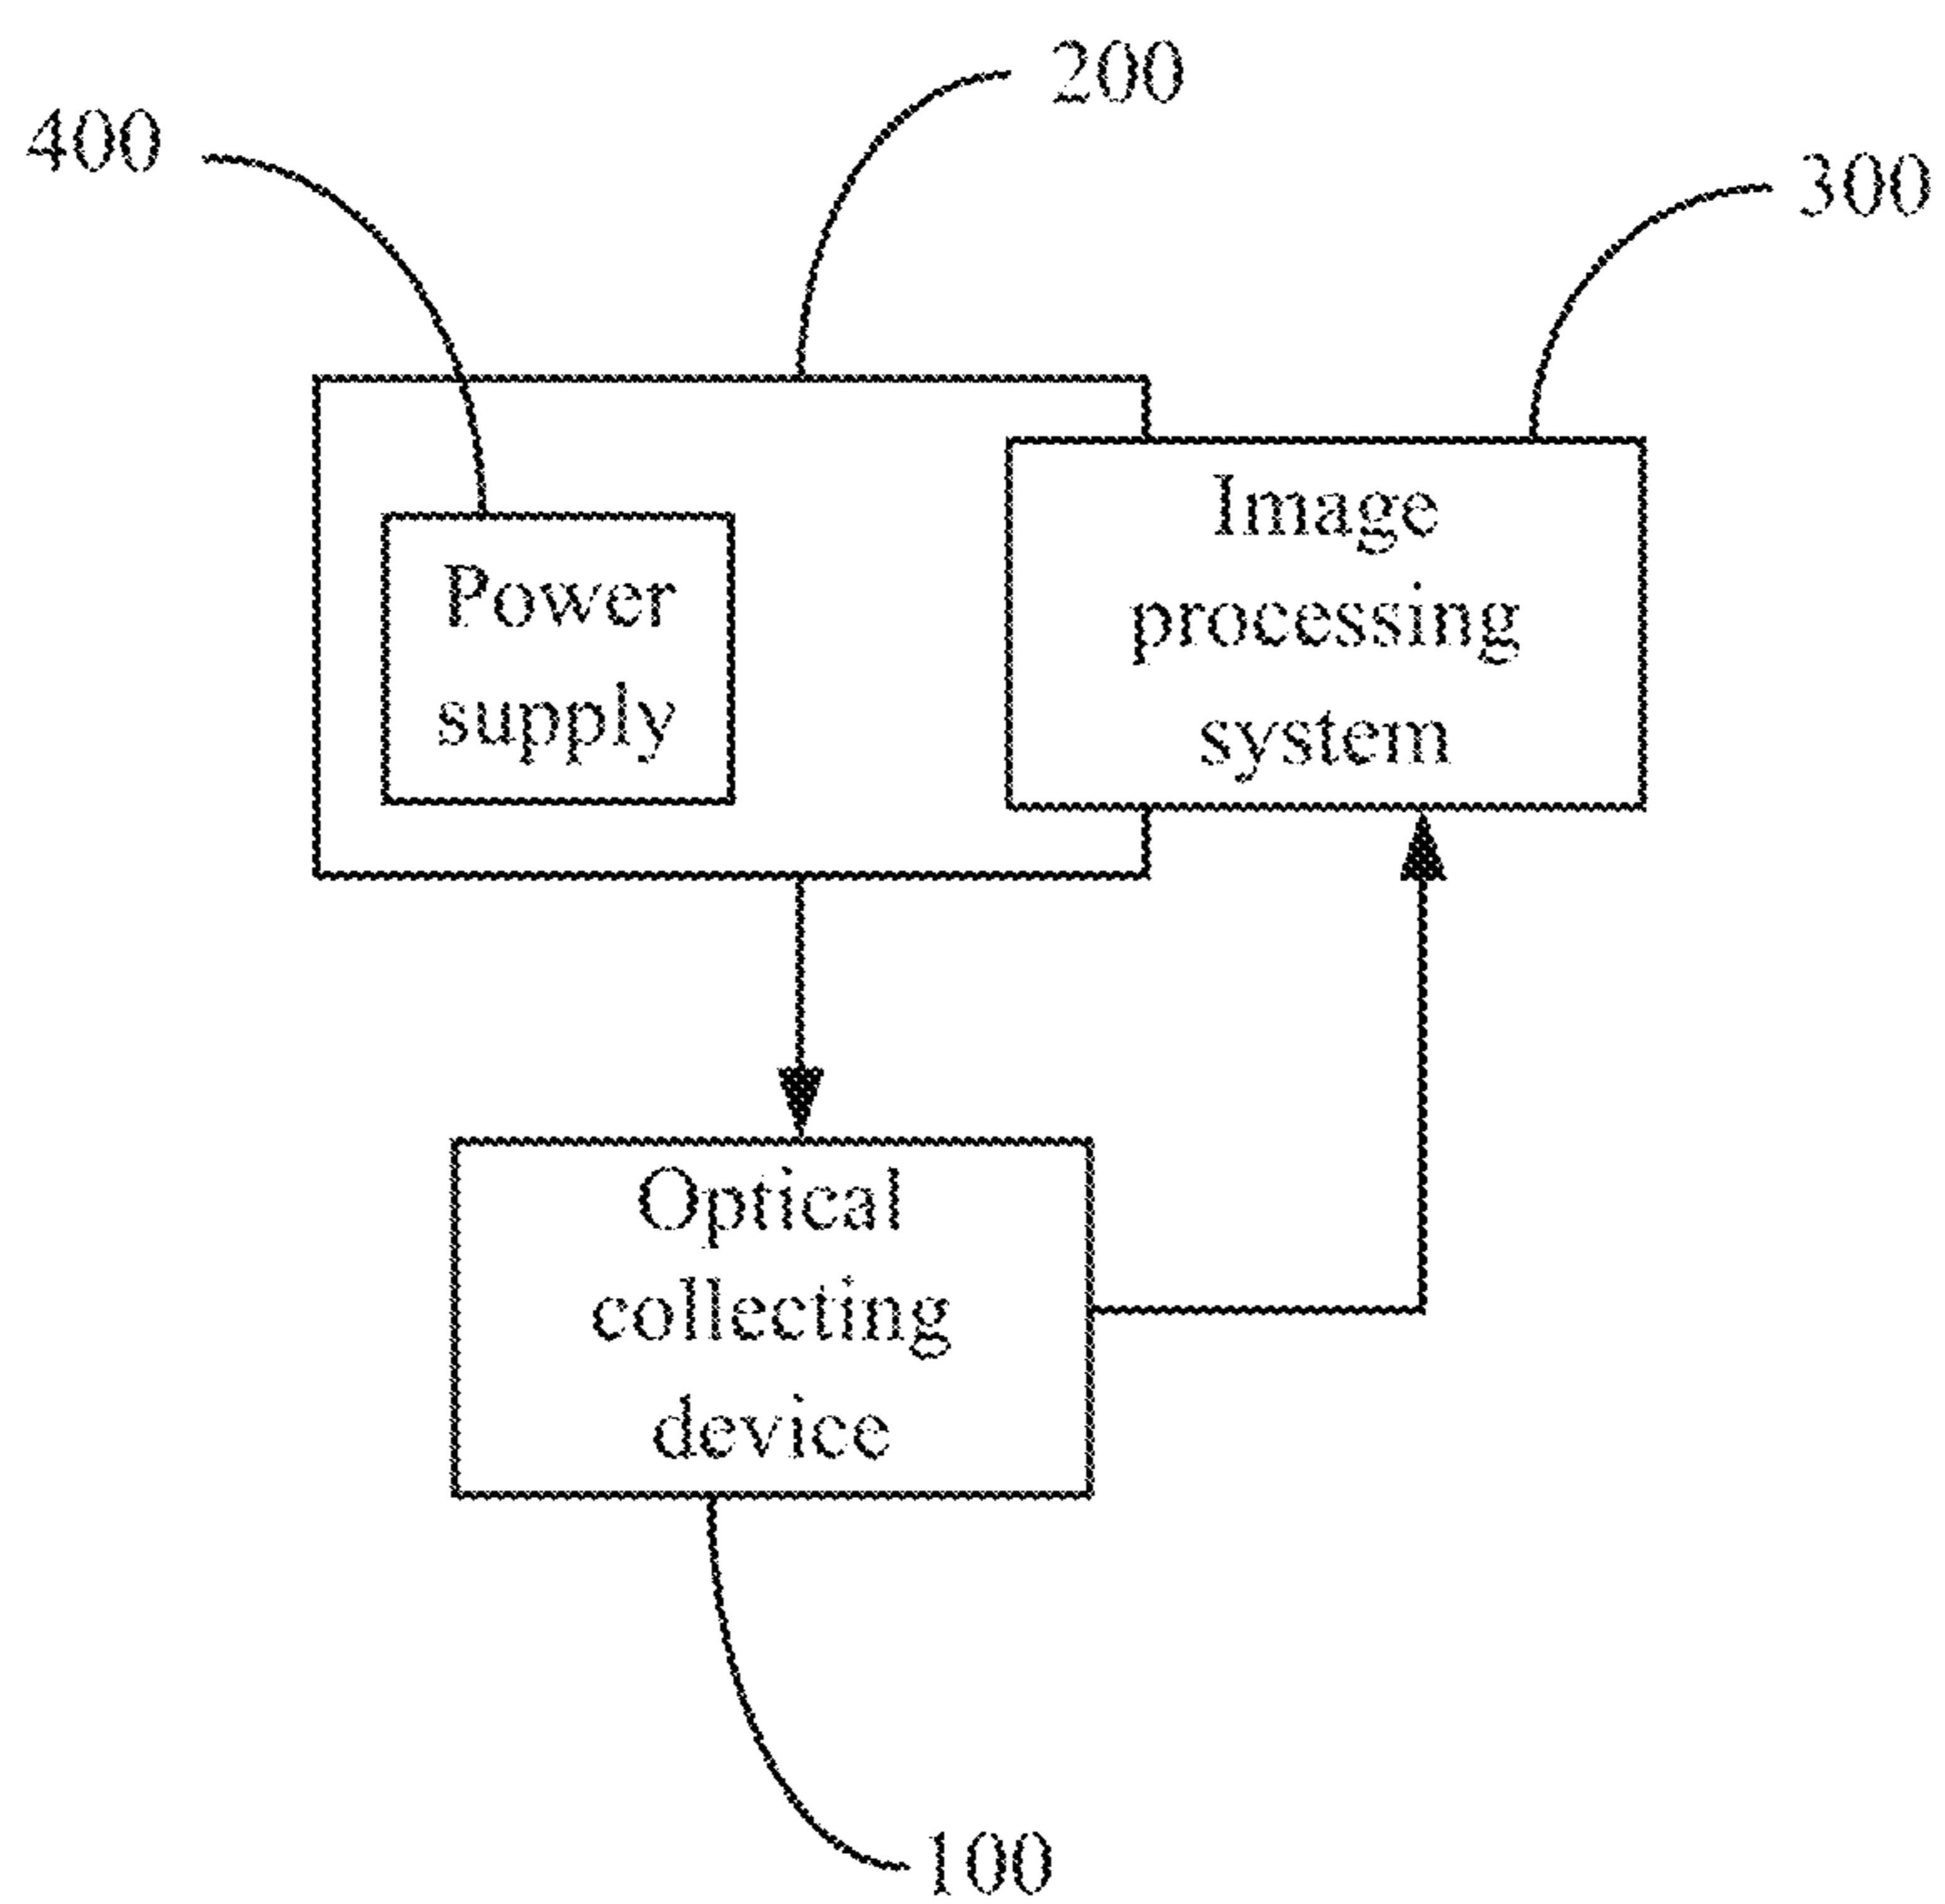 200
400
300
Image
processing
system
Power
supply
Optical
collecting
device
100